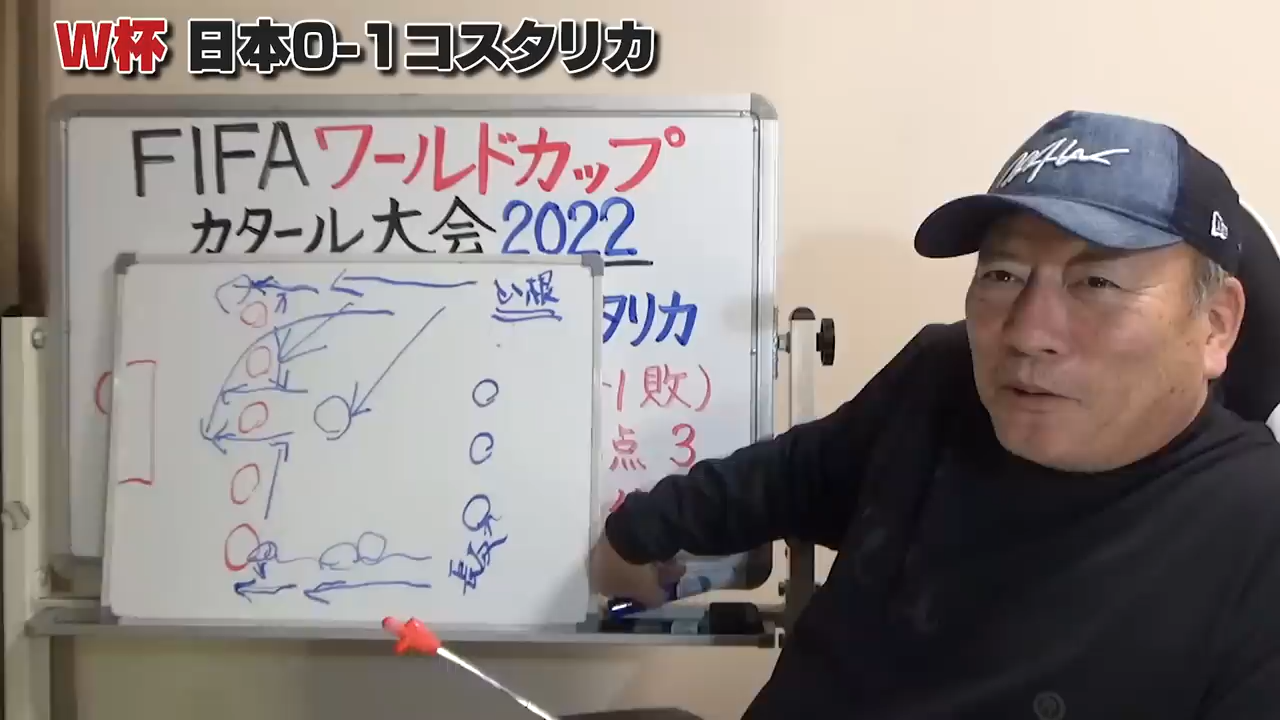 W杯 日本0-1コスタリカ
FIFAワールドカップ
カタール大会2022
タリカ
-1敗)
点3
山根
長友